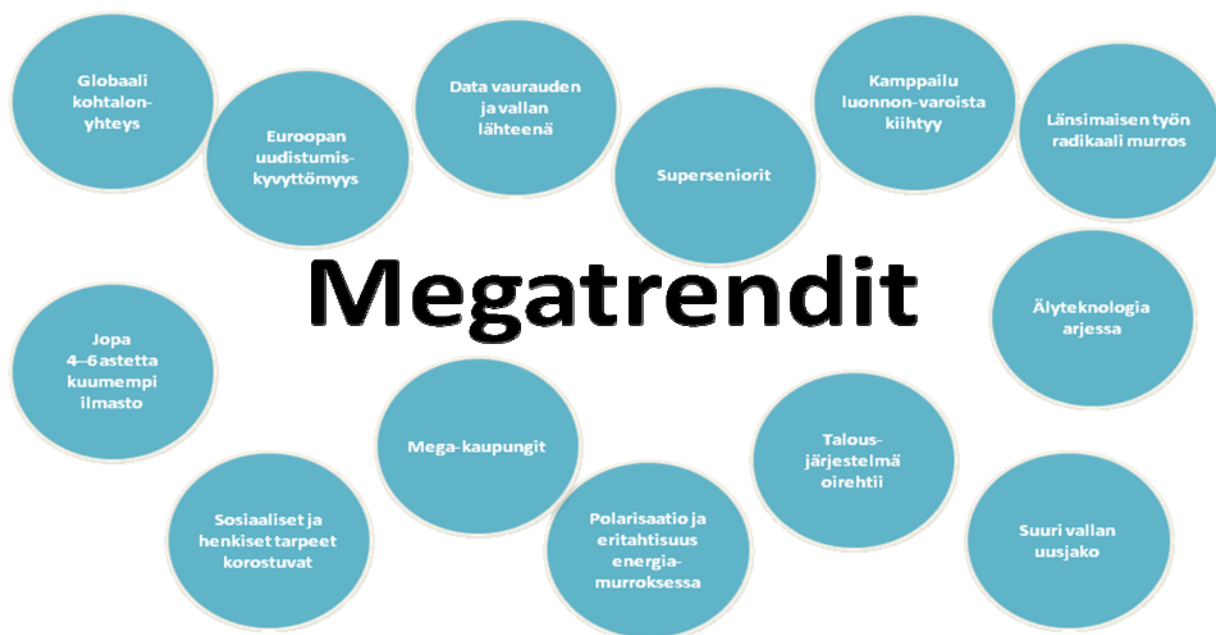 Globaali
kohtalon-
yhteys
Euroopan
uudistumis-
kyvyttömyys
Data vaurauden
ja vallan
lähteenä
Superseniorit
Kamppailu
luonnon-varoista
kiihtyy
Länsimaisen työn
radikaali murros
Megatrendit
Älyteknologia
arjessa
Jopa
4–6 astetta
kuumempi
ilmasto
Sosiaaliset ja
henkiset tarpeet
korostuvat
Mega-kaupungit
Polarisaatio ja
eritahtisuus
energia-
murroksessa
Talous-
järjestelmä
oirehtii
Suuri vallan
uusjako